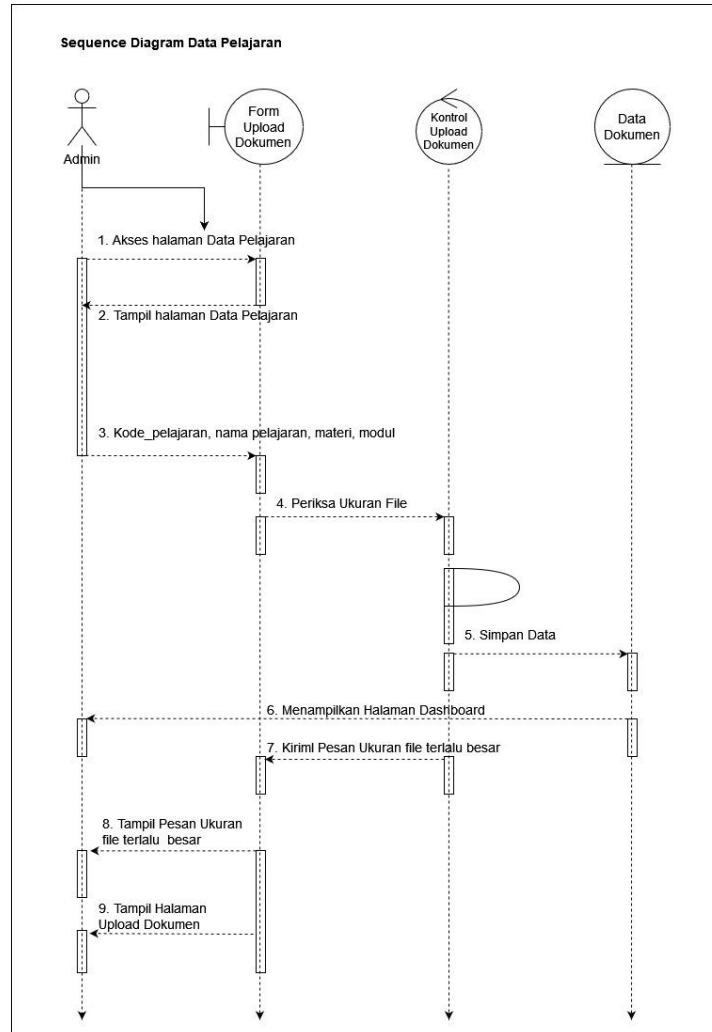 Sequence Diagram Data Pelajaran
Admin
Form
Upload
Dokumen
Kontrol
Upload
Dokumen
Data
Dokumen
1. Akses halaman Data Pelajaran
2. Tampil halaman Data Pelajaran
3. Kode_pelajaran, nama pelajaran, materi, modul
4. Periksa Ukuran File
5. Simpan Data
6. Menampilkan Halaman Dashboard
7. Kiriml Pesan Ukuran file terlalu besar
8. Tampil Pesan Ukuran
file terlalu besar
9. Tampil Halaman
Upload Dokumen